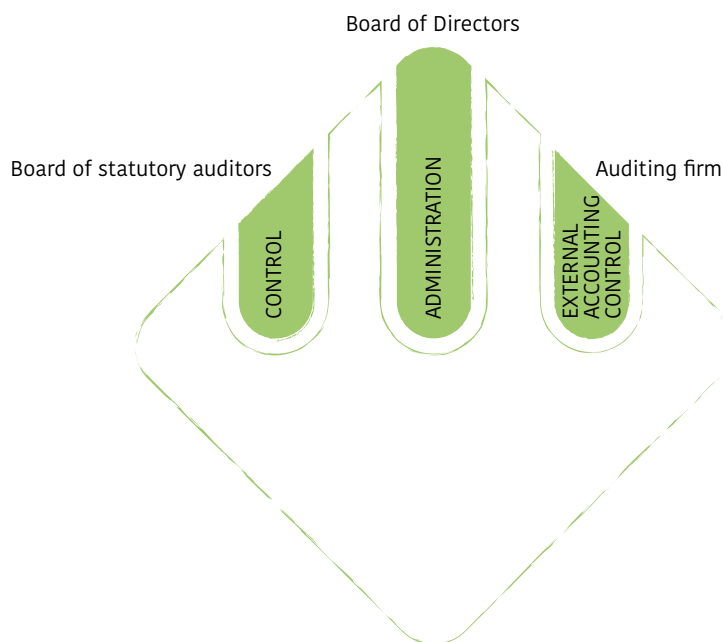 Board of Directors
Board of statutory auditors
Auditing firm
CONTROL
ADMINISTRATION
EXTERNAL
ACCOUNTING
CONTROL